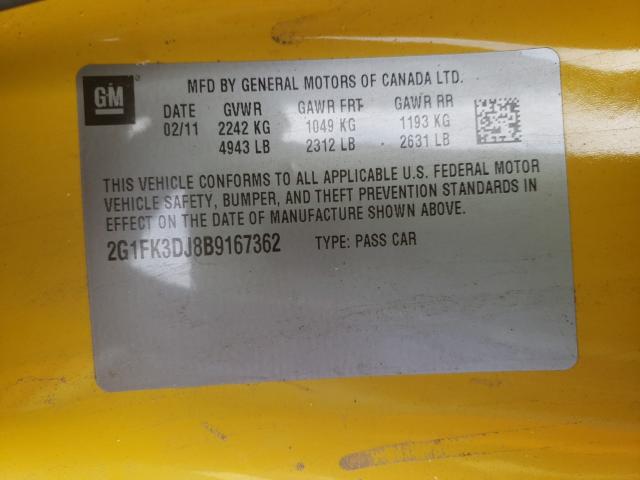 GM
MFD BY GENERAL MOTORS OF CANADA LTD.
DATE GVWR GAWR FRT GAWR RR
02/11 2242 KG 1049 KG 1193 KG
4943 LB 2312 LB 2631 LB
THIS VEHICLE CONFORMS TO ALL APPLICABLE U.S. FEDERAL MOTOR
VEHICLE SAFETY, BUMPER, AND THEFT PREVENTION STANDARDS IN
EFFECT ON THE DATE OF MANUFACTURE SHOWN ABOVE.
2G1FK3DJ8B9167362 TYPE: PASS CAR